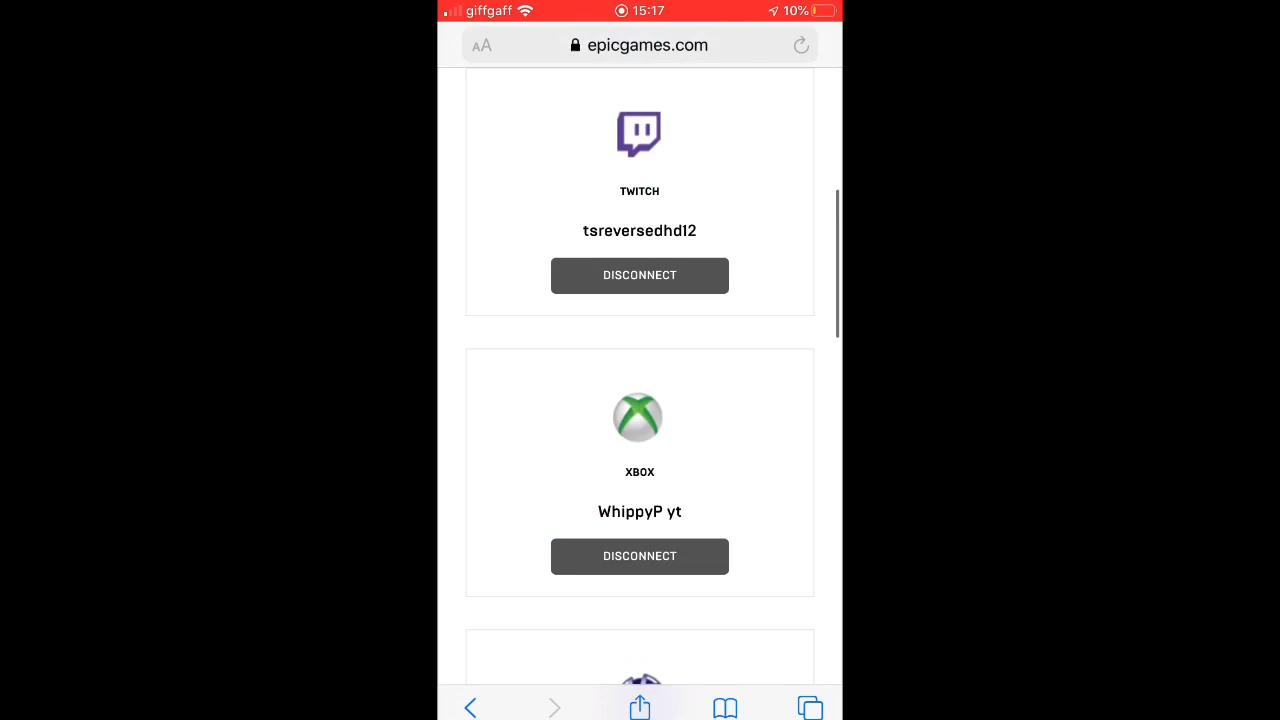 giffgaff 15:17 10%
AA epicgames.com
TWITCH
tsreversedhd12
DISCONNECT
XBOX
WhippyP yt
DISCONNECT